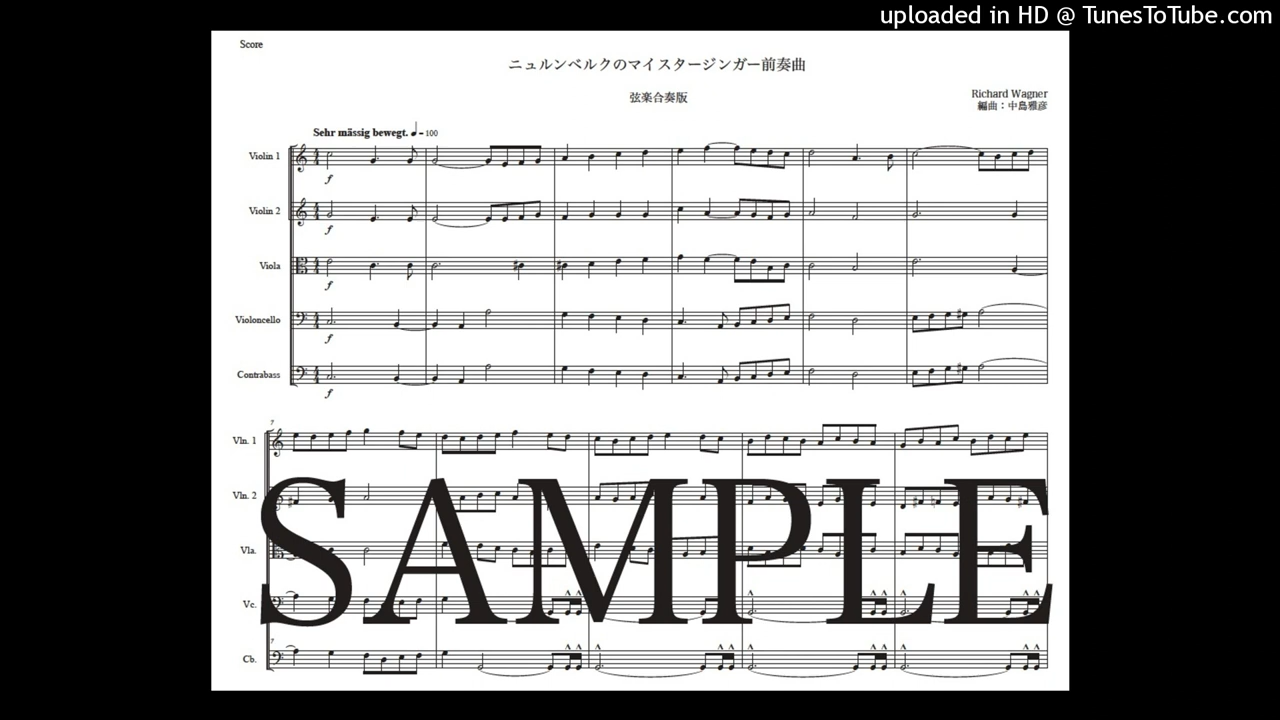 uploaded in HD @ TunesToTube.com
Score
ニュルンベルクのマイスタージンガー前奏曲
弦楽合奏版
Richard Wagner
編曲：中島雅彦
Sehr mässig bewegt. ♩=100
Violin 1
f
Violin 2
f
Viola
f
Violoncello
f
Contrabass
f
7
Vln. 1
Vln. 2
Vla.
Vc.
7
Cb.
SAMPLE